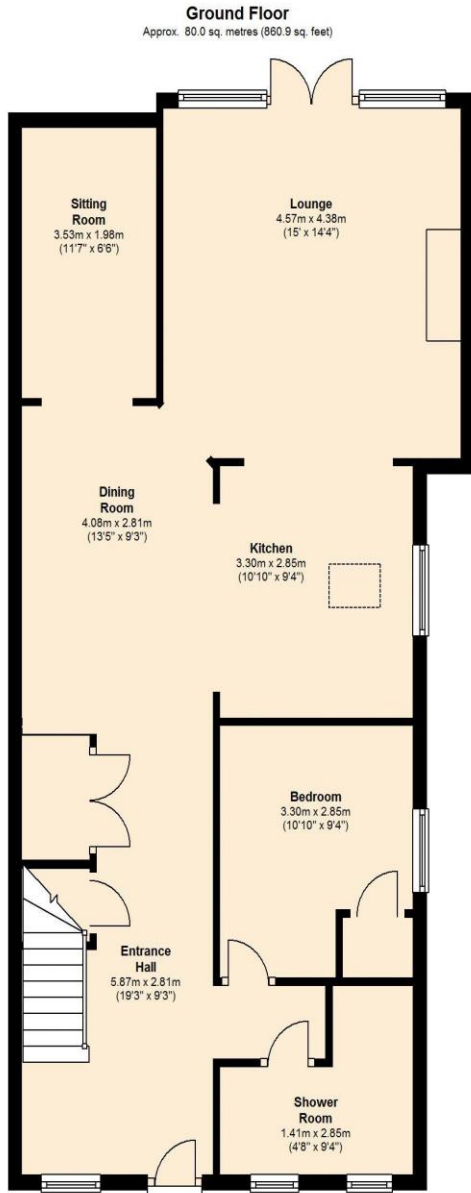 Ground Floor
Approx. 80.0 sq. metres (860.9 sq. feet)
Sitting
Room
3.53m x 1.98m
(11'7" x 6'6")
Lounge
4.57m x 4.38m
(15' x 14'4")
Dining
Room
4.08m x 2.81m
(13'5" x 9'3")
Kitchen
3.30m x 2.85m
(10'10" x 9'4")
Bedroom
3.30m x 2.85m
(10'10" x 9'4")
Entrance
Hall
5.87m x 2.81m
(19'3" x 9'3")
Shower
Room
1.41m x 2.85m
(4'8" x 9'4")